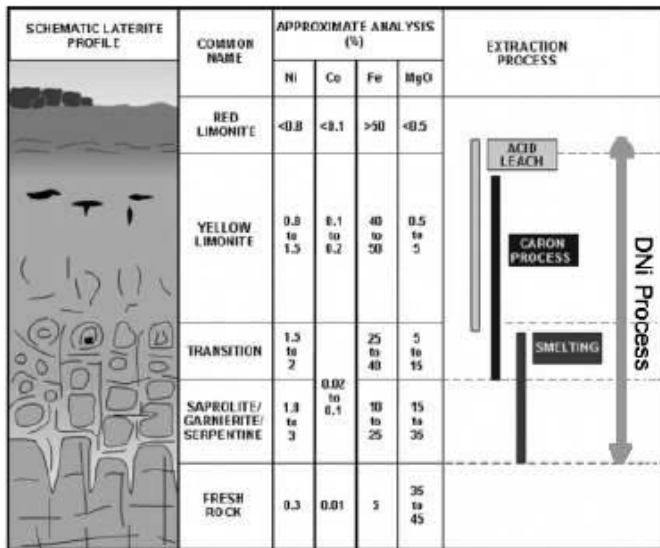 SCHEMATIC LATERITE
PROFILE
COMMON
NAME
APPROXIMATE ANALYSIS
(%)
Ni
Co
Fe
MgO
EXTRACTION
PROCESS
RED
LIMONITE
<0.8
<0.1
>50
<0.5
YELLOW
LIMONITE
0.8
to
1.5
0.1
to
0.2
40
to
50
0.5
to
5
TRANSITION
1.5
to
2
25
to
40
5
to
15
0.02
to
0.1
SAPROLITE/
GARNIERITE/
SERPENTINE
1.8
to
3
10
to
25
15
to
35
FRESH
ROCK
0.3
0.01
5
35
to
45
ACID
LEACH
CARON
PROCESS
SMELTING
DNi Process